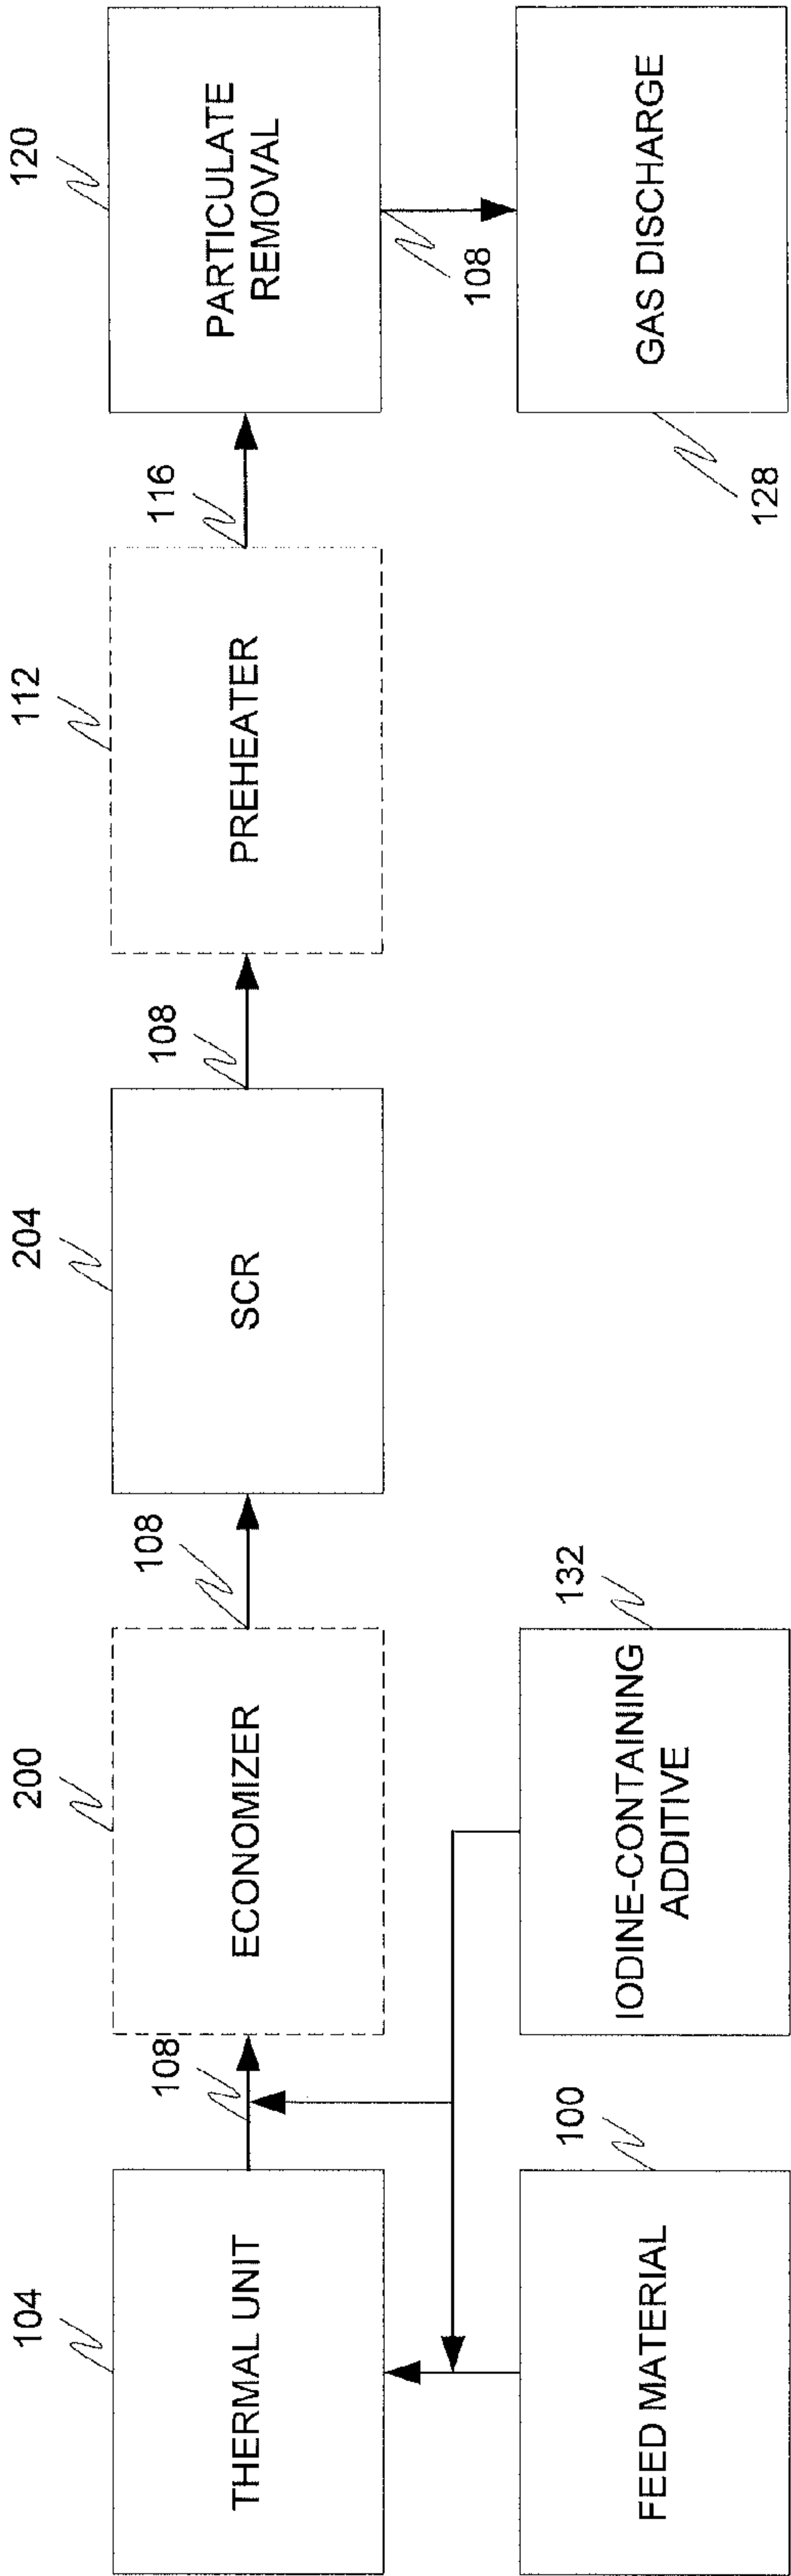 104
THERMAL UNIT
108
200
ECONOMIZER
108
204
SCR
108
112
PREHEATER
116
120
PARTICULATE
REMOVAL
108
100
FEED MATERIAL
132
IODINE-CONTAINING
ADDITIVE
128
GAS DISCHARGE